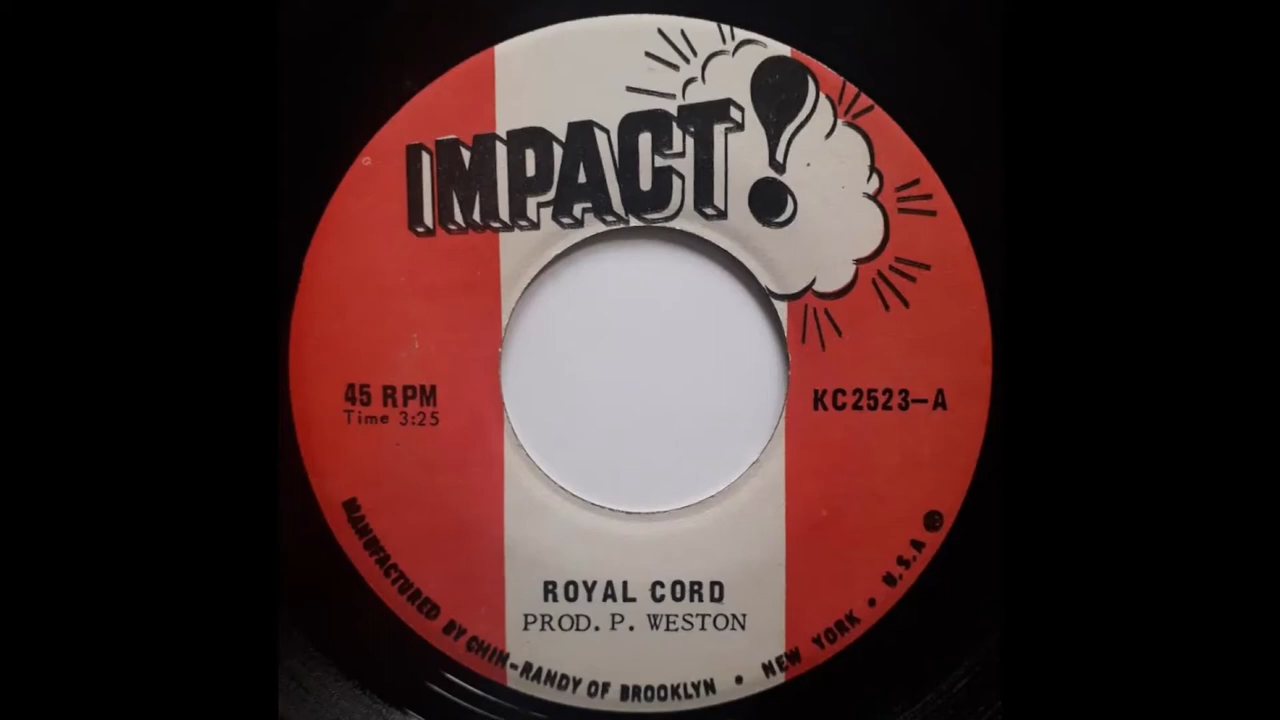 IMPACT!
45 RPM
Time 3:25
KC2523-A
ROYAL CORD
PROD. P. WESTON
MANUFACTURED BY CHIN-RANDY OF BROOKLYN • NEW YORK • U.S.A